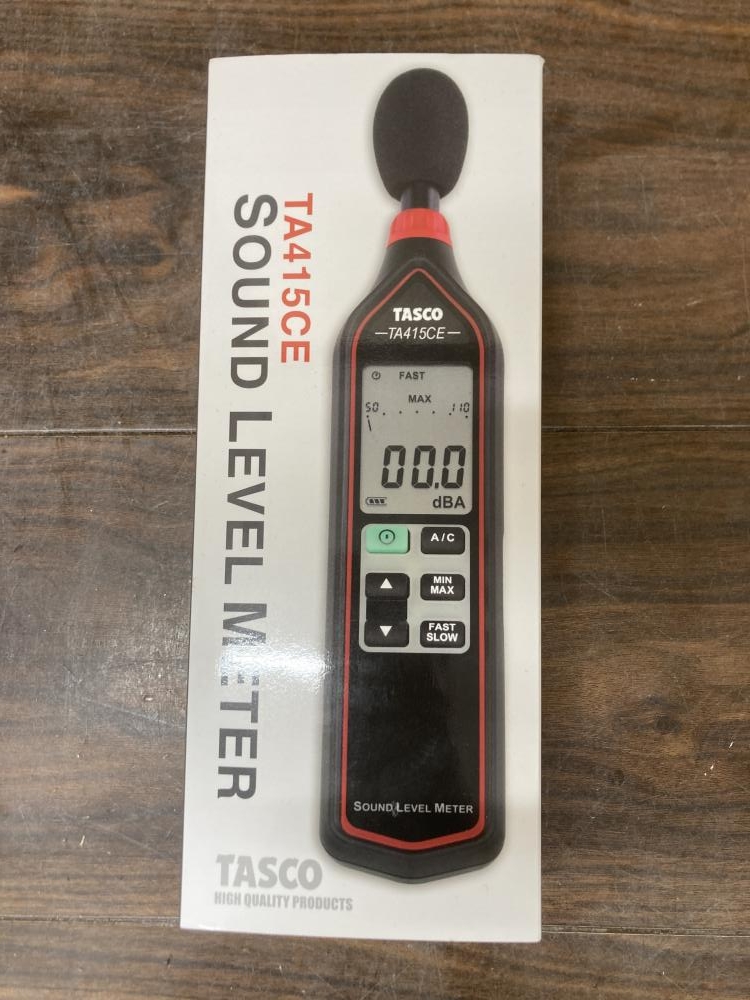 TA415CE
SOUND LEVEL METER
TASCO
TA415CE
FAST
MAX
50 110
00.0
dBA
A/C
MIN
MAX
FAST
SLOW
SOUND LEVEL METER
TASCO
HIGH QUALITY PRODUCTS